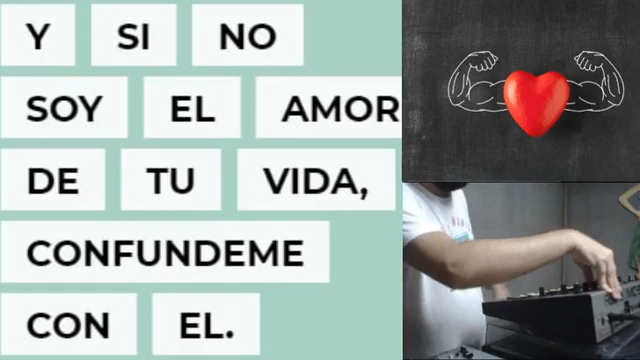 Y SI NO
SOY EL AMOR
DE TU VIDA,
CONFUNDEME
CON EL.